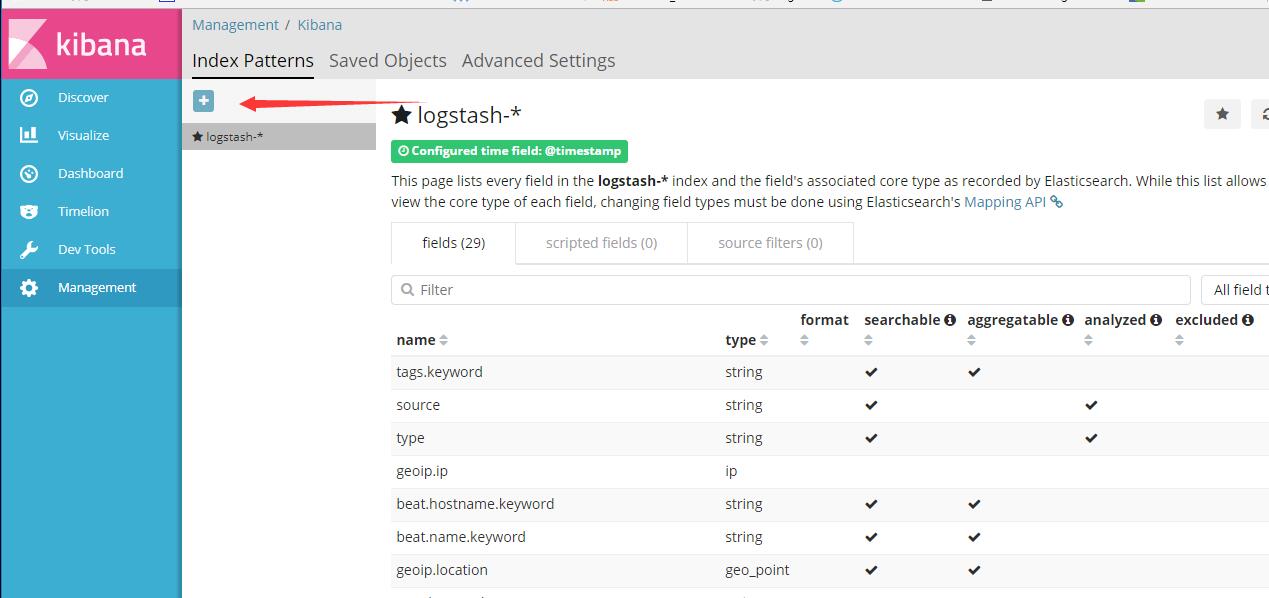 kibana
Discover
Visualize
Dashboard
Timelion
Dev Tools
Management
Management / Kibana
Index Patterns Saved Objects Advanced Settings
logstash-*
logstash-*
Configured time field: @timestamp
This page lists every field in the logstash-* index and the field's associated core type as recorded by Elasticsearch. While this list allows
view the core type of each field, changing field types must be done using Elasticsearch's Mapping API
fields (29) scripted fields (0) source filters (0)
Filter All field t
name type format searchable aggregatable analyzed excluded
tags.keyword string
source string
type string
geoip.ip ip
beat.hostname.keyword string
beat.name.keyword string
geoip.location geo_point